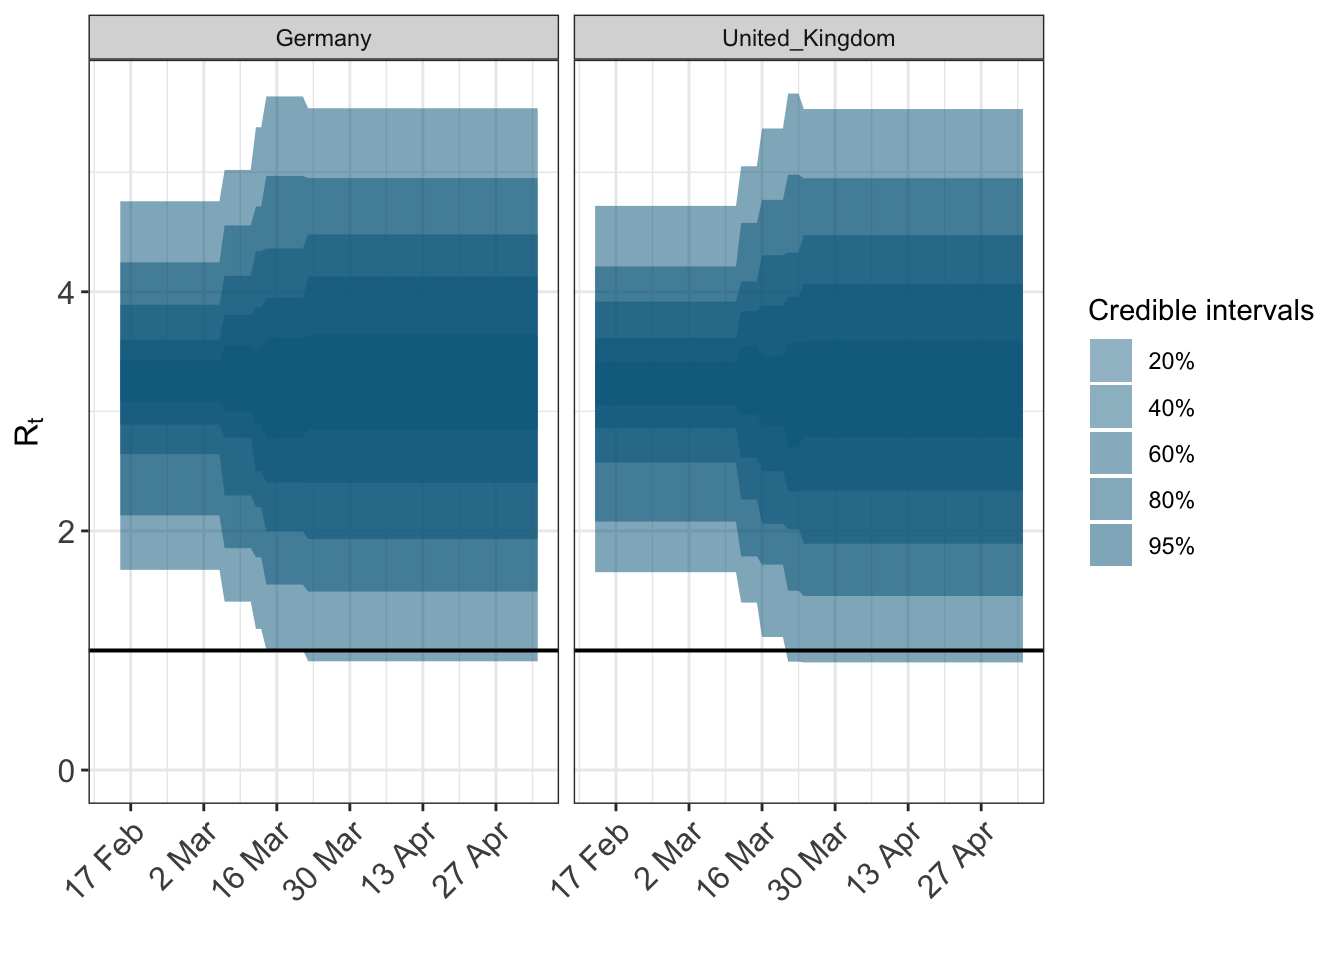 Germany
United_Kingdom
Rt
4
2
0
17 Feb
2 Mar
16 Mar
30 Mar
13 Apr
27 Apr
17 Feb
2 Mar
16 Mar
30 Mar
13 Apr
27 Apr
Credible intervals
20%
40%
60%
80%
95%